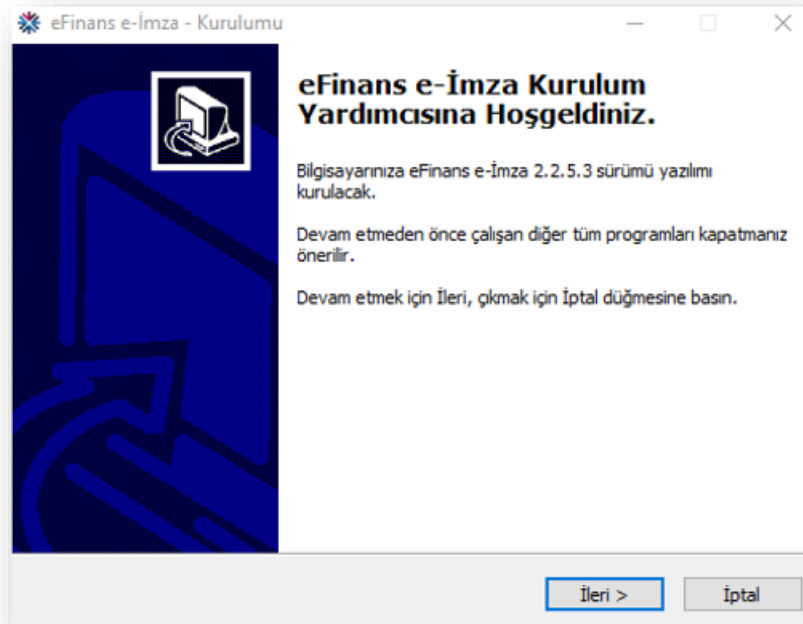 eFinans e-İmza - Kurulumu
eFinans e-İmza Kurulum
Yardımcısına Hoşgeldiniz.
Bilgisayarınıza eFinans e-İmza 2.2.5.3 sürümü yazılımı
kurulacak.
Devam etmeden önce çalışan diğer tüm programları kapatmanız
önerilir.
Devam etmek için İleri, çıkmak için İptal düğmesine basın.
İleri >
İptal